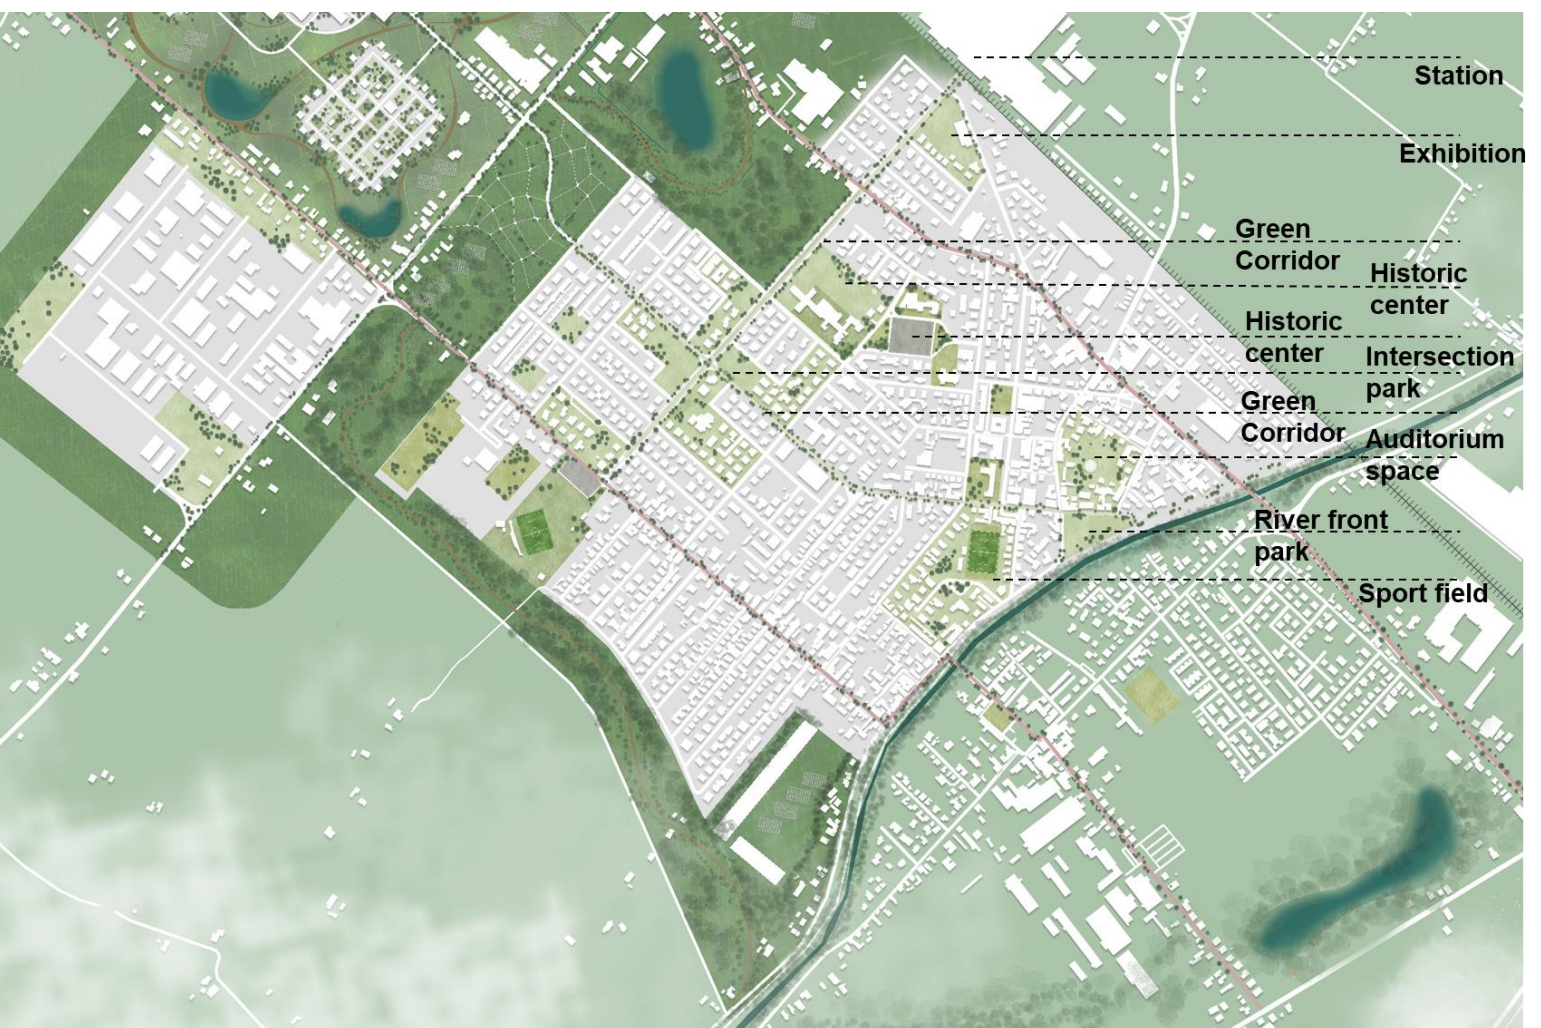 Station
Exhibition
Green
Corridor
Historic
center
Historic
center
Intersection
park
Green
Corridor
Auditorium
space
River front
park
Sport field